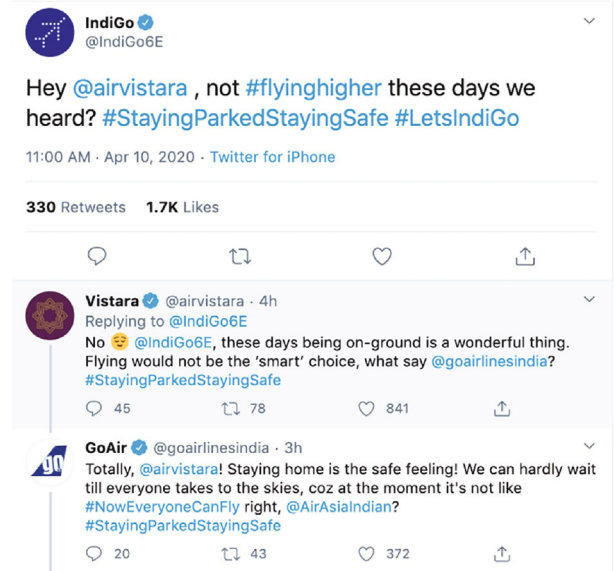 IndiGo
@IndiGo6E
Hey @airvistara , not #flyinghigher these days we
heard? #StayingParkedStayingSafe #LetsIndiGo
11:00 AM · Apr 10, 2020 · Twitter for iPhone
330 Retweets 1.7K Likes
Vistara @airvistara · 4h
Replying to @IndiGo6E
No 😌 @IndiGo6E, these days being on-ground is a wonderful thing.
Flying would not be the ‘smart’ choice, what say @goairlinesindia?
#StayingParkedStayingSafe
45 78 841
go
GoAir @goairlinesindia · 3h
Totally, @airvistara! Staying home is the safe feeling! We can hardly wait
till everyone takes to the skies, coz at the moment it's not like
#NowEveryoneCanFly right, @AirAsiaIndian?
#StayingParkedStayingSafe
20 43 372